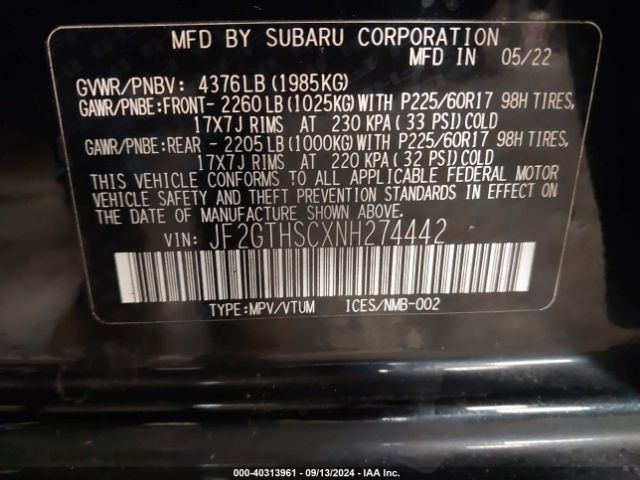 MFD BY SUBARU CORPORATION
MFD IN 05/22
GVWR/PNBV: 4376LB (1985KG)
GAWR/PNBE:FRONT- 2260LB (1025KG) WITH P225/60R17 98H TIRES,
17X7J RIMS AT 230 KPA (33 PSI) COLD
GAWR/PNBE:REAR - 2205LB (1000KG) WITH P225/60R17 98H TIRES,
17X7J RIMS AT 220 KPA (32 PSI) COLD
THIS VEHICLE CONFORMS TO ALL APPLICABLE FEDERAL MOTOR
VEHICLE SAFETY AND THEFT PREVENTION STANDARDS IN EFFECT ON
THE DATE OF MANUFACTURE SHOWN ABOVE.
VIN: JF2GTHSCXNH274442
TYPE:MPV/VTUM ICES/NMB-002
000-40313961 - 09/13/2024 - IAA Inc.